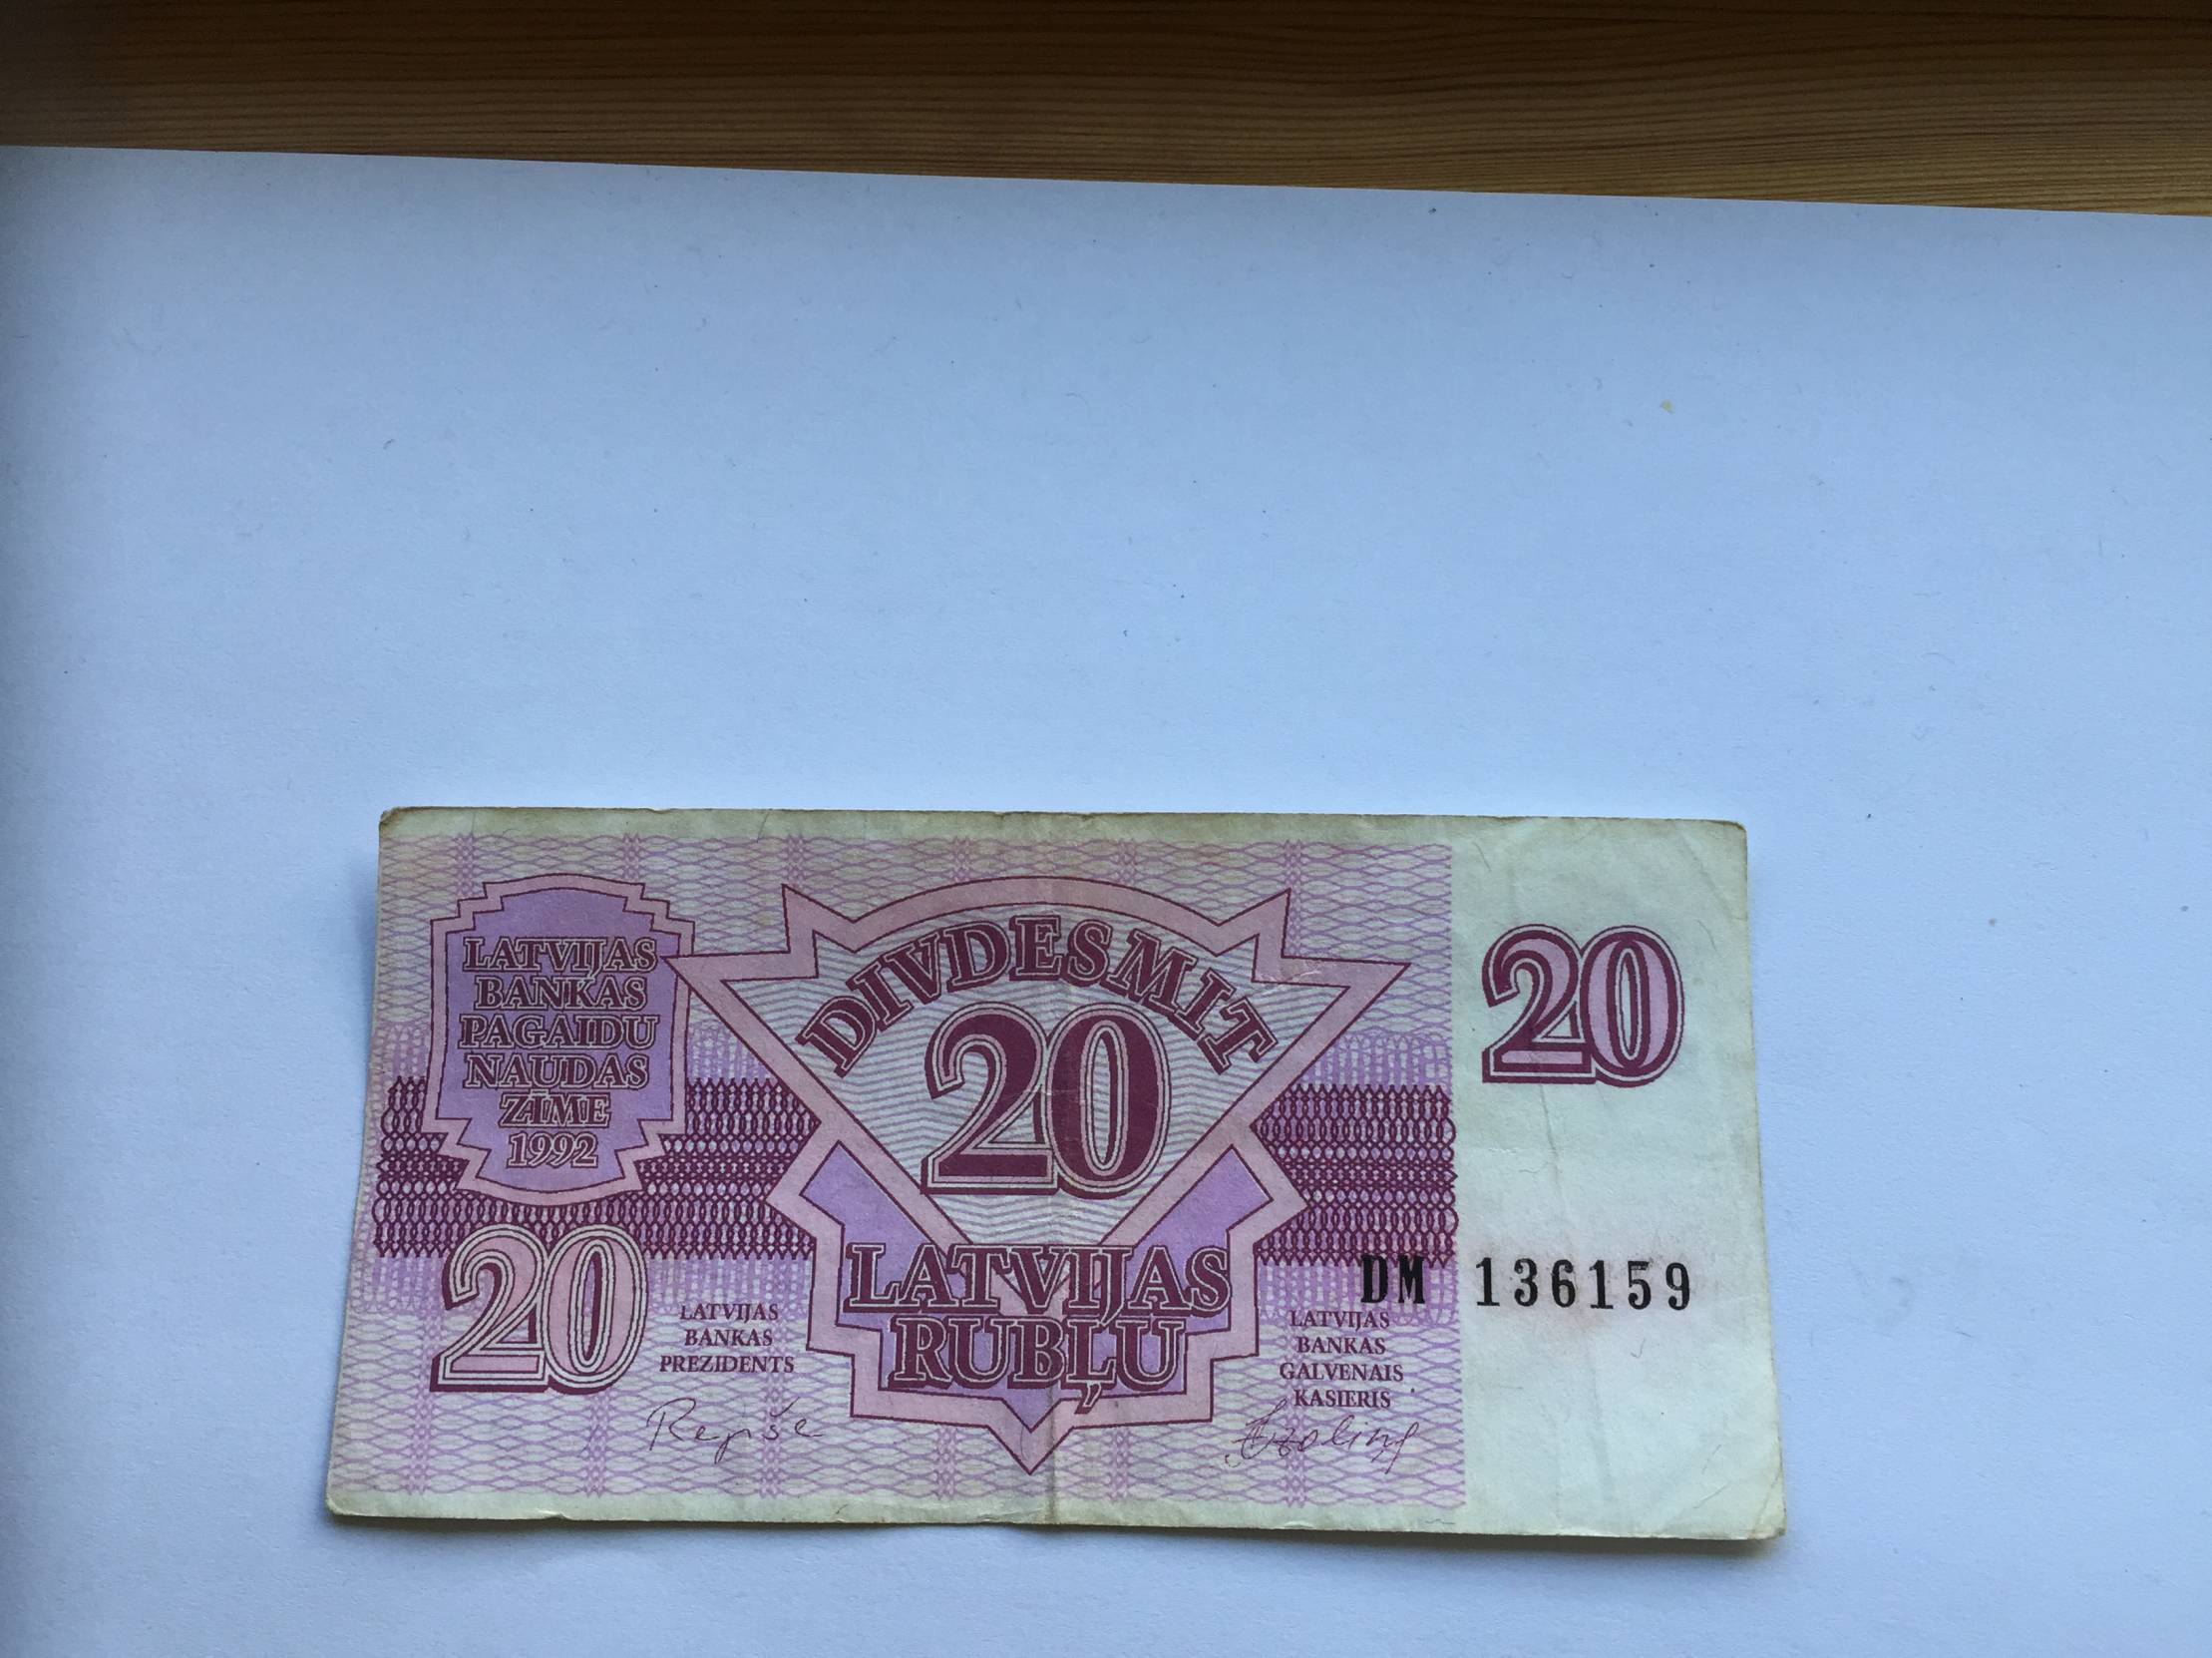 LATVIJAS
BANKAS
PAGAIDU
NAUDAS
ZĪME
1992
DIVDESMIT
20
LATVIJAS
RUBĻU
20
20
DM 136159
LATVIJAS
BANKAS
PREZIDENTS
Repše
LATVIJAS
BANKAS
GALVENAIS
KASIERIS